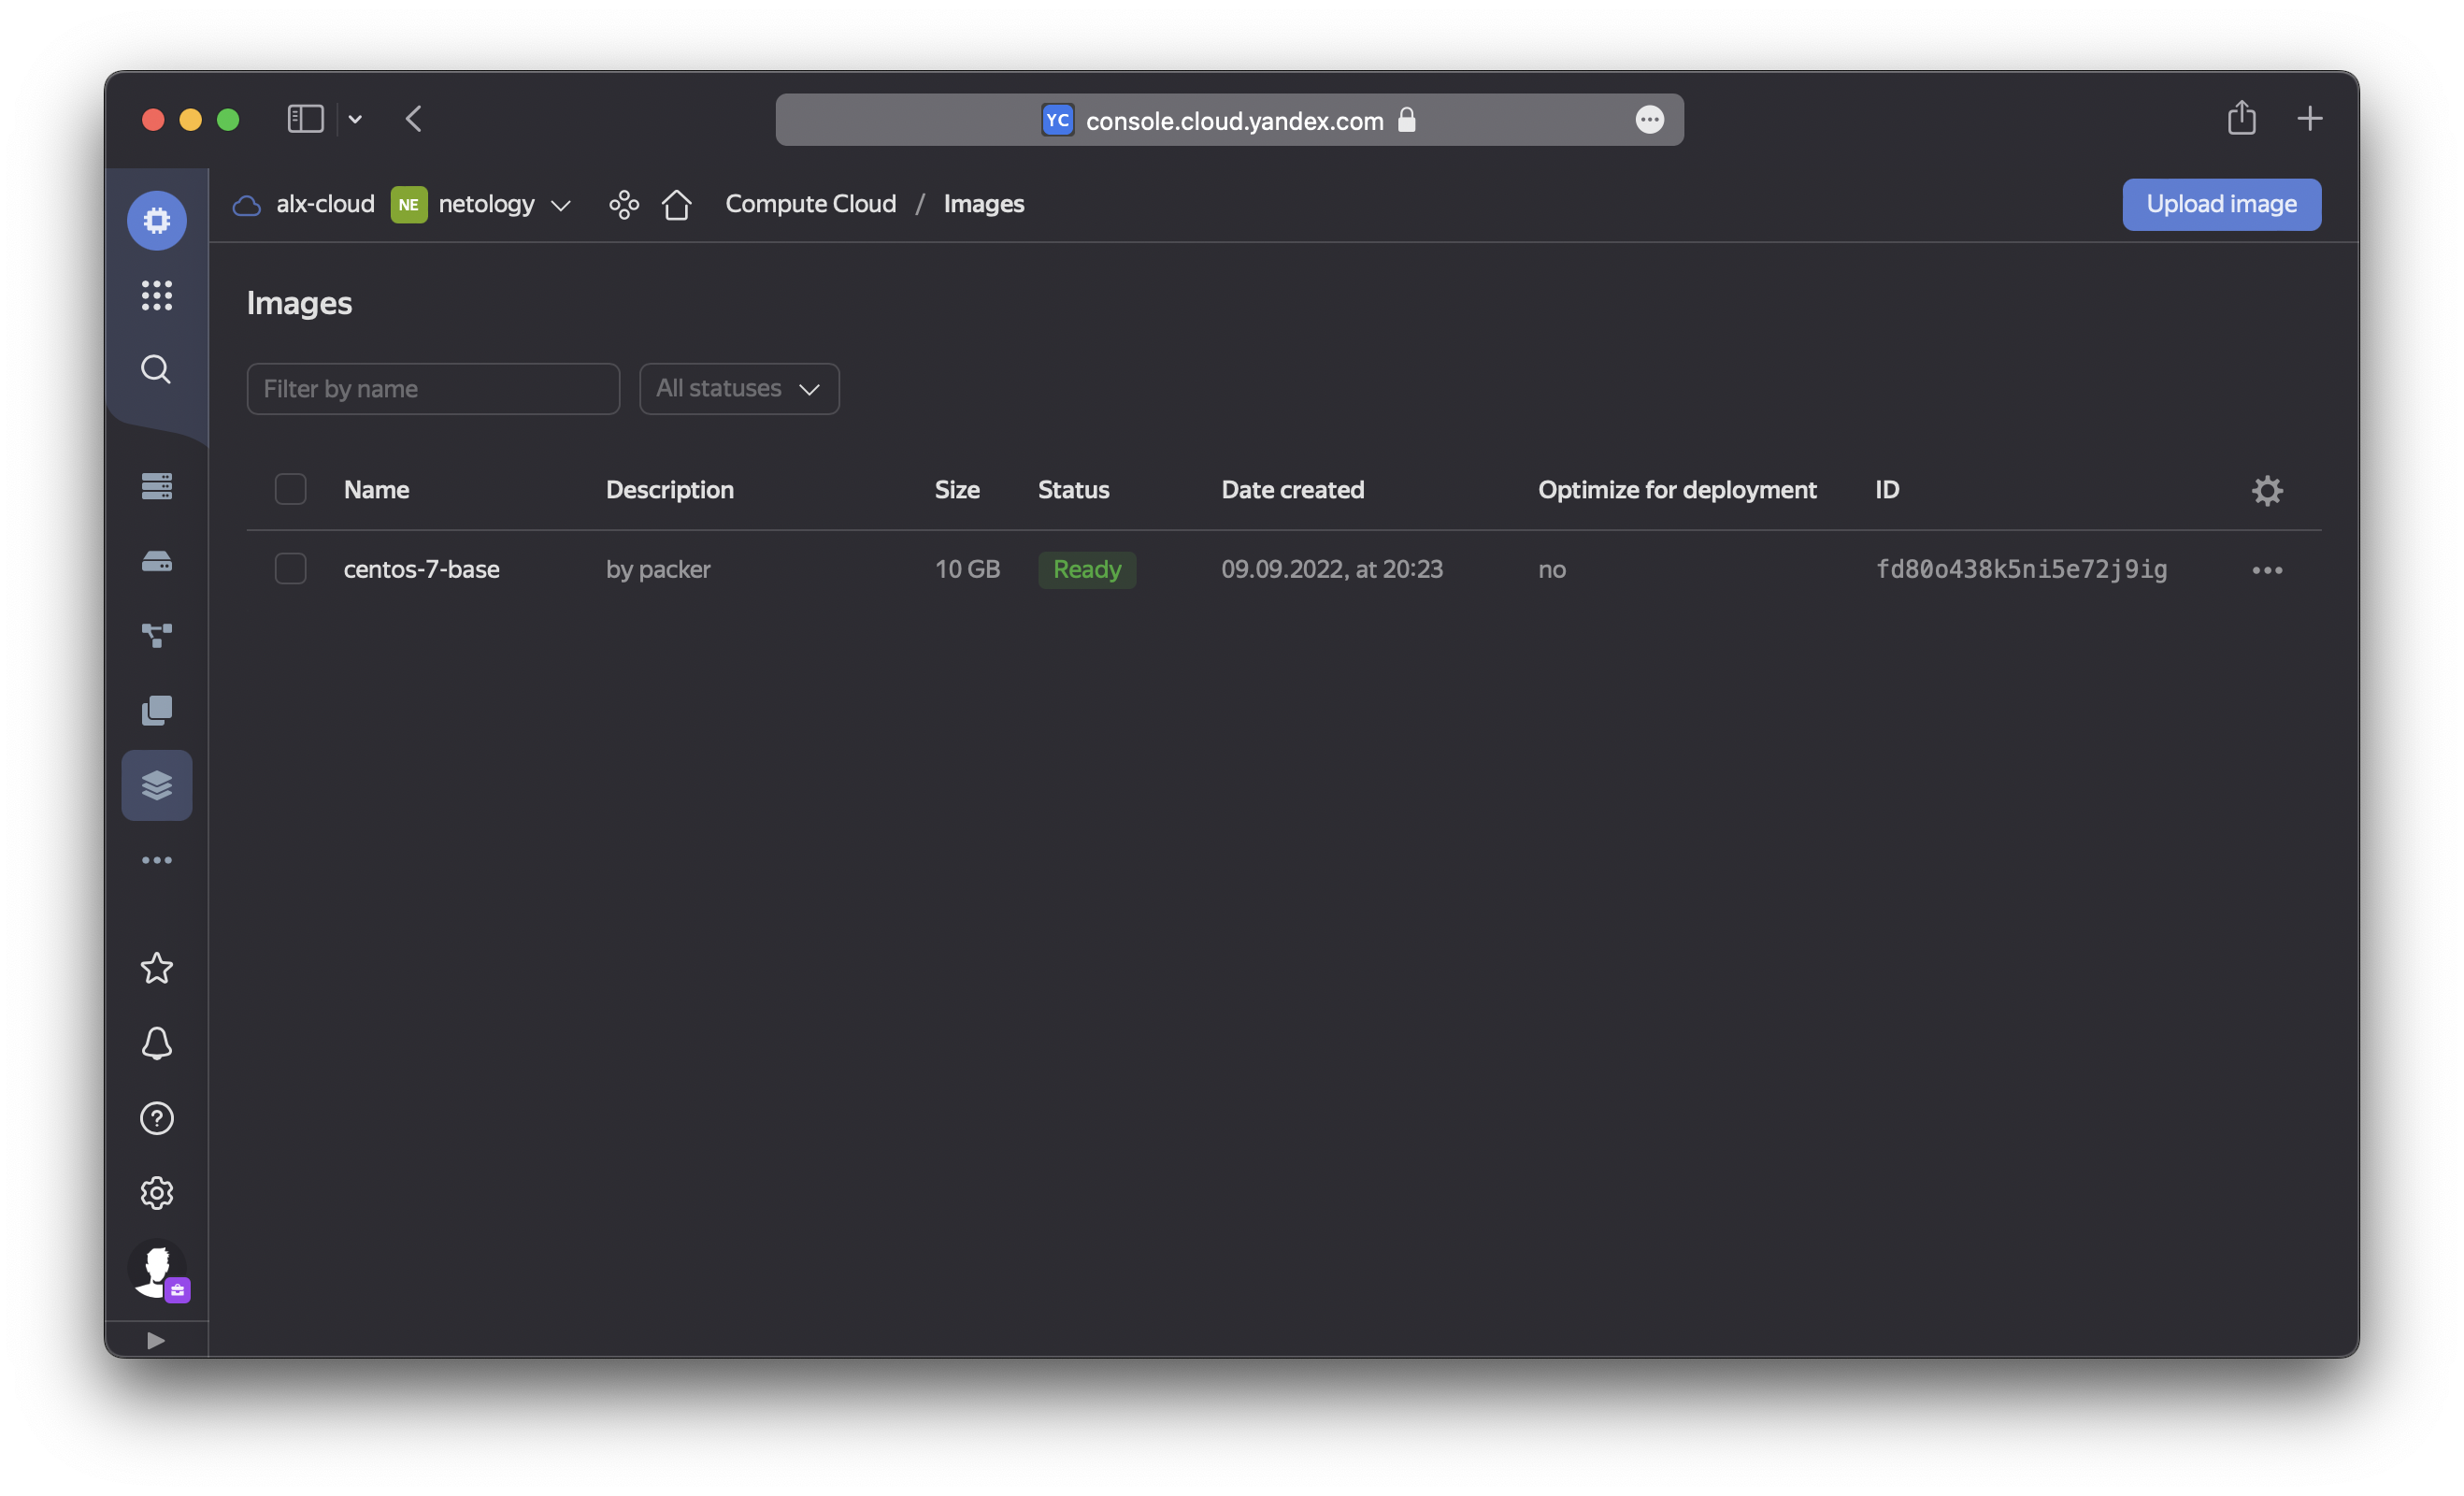 YC console.cloud.yandex.com
alx-cloud NE netology Compute Cloud / Images Upload image
Images
Filter by name All statuses
Name Description Size Status Date created Optimize for deployment ID
centos-7-base by packer 10 GB Ready 09.09.2022, at 20:23 no fd80o438k5ni5e72j9ig